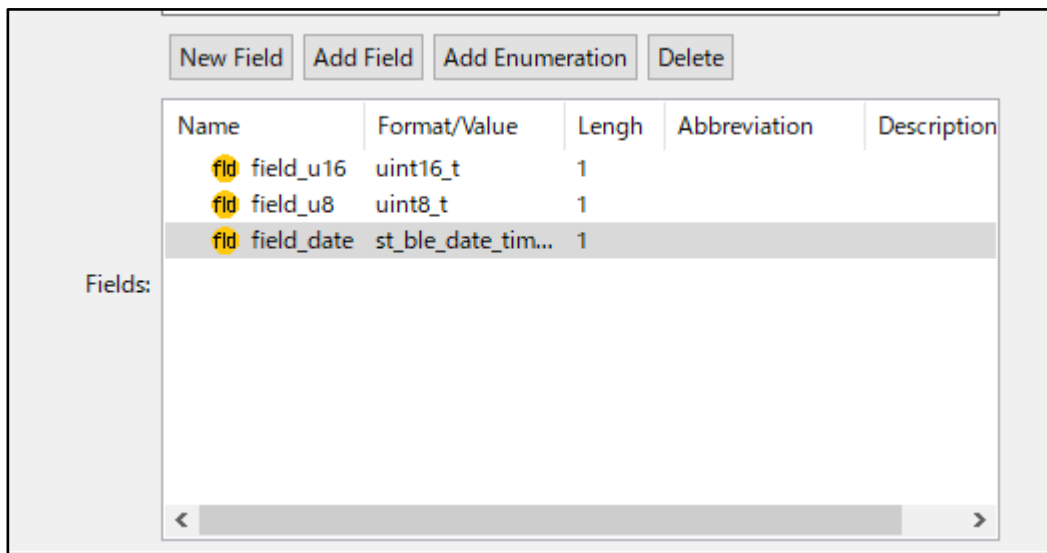 New Field Add Field Add Enumeration Delete
Name Format/Value Lengh Abbreviation Description
fld field_u16 uint16_t 1
fld field_u8 uint8_t 1
fld field_date st_ble_date_tim... 1
Fields: